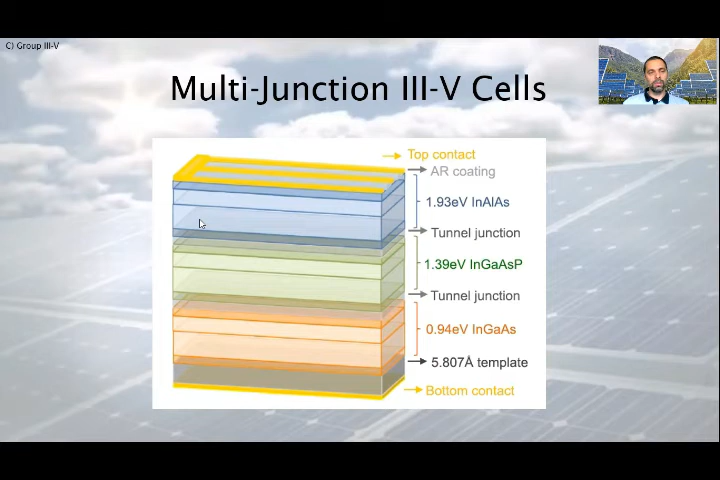 C) Group III-V
Multi-Junction III-V Cells
Top contact
AR coating
1.93eV InAlAs
Tunnel junction
1.39eV InGaAsP
Tunnel junction
0.94eV InGaAs
5.807Å template
Bottom contact